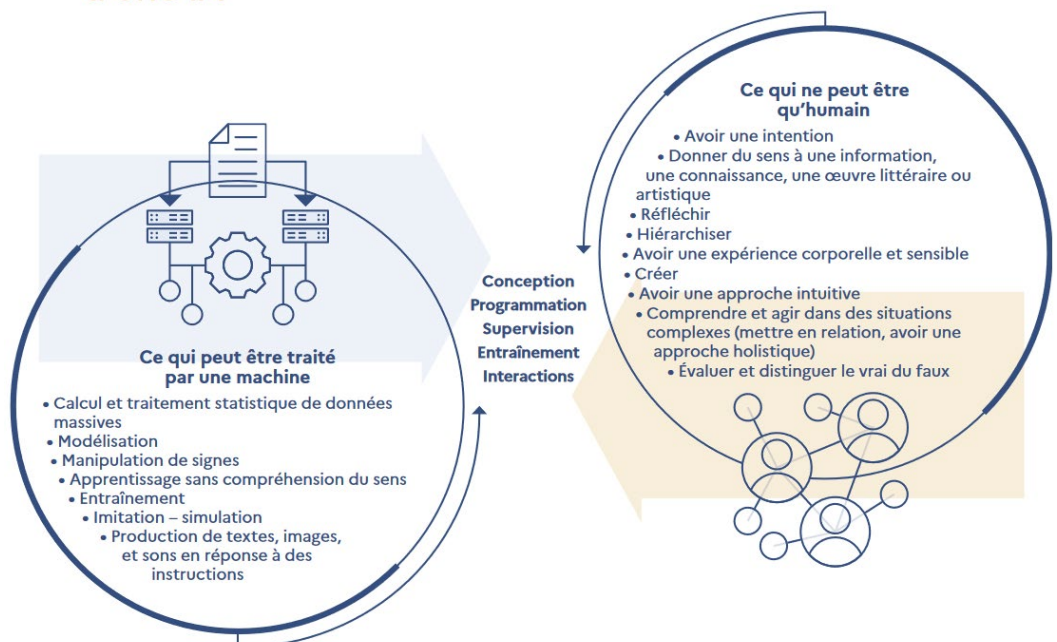 Ce qui ne peut être
qu'humain
• Avoir une intention
• Donner du sens à une information,
une connaissance, une œuvre littéraire ou
artistique
• Réfléchir
• Hiérarchiser
• Avoir une expérience corporelle et sensible
• Créer
• Avoir une approche intuitive
• Comprendre et agir dans des situations
complexes (mettre en relation, avoir une
approche holistique)
• Évaluer et distinguer le vrai du faux
Conception
Programmation
Supervision
Entraînement
Interactions
Ce qui peut être traité
par une machine
• Calcul et traitement statistique de données
massives
• Modélisation
• Manipulation de signes
• Apprentissage sans compréhension du sens
• Entraînement
• Imitation – simulation
• Production de textes, images,
et sons en réponse à des
instructions